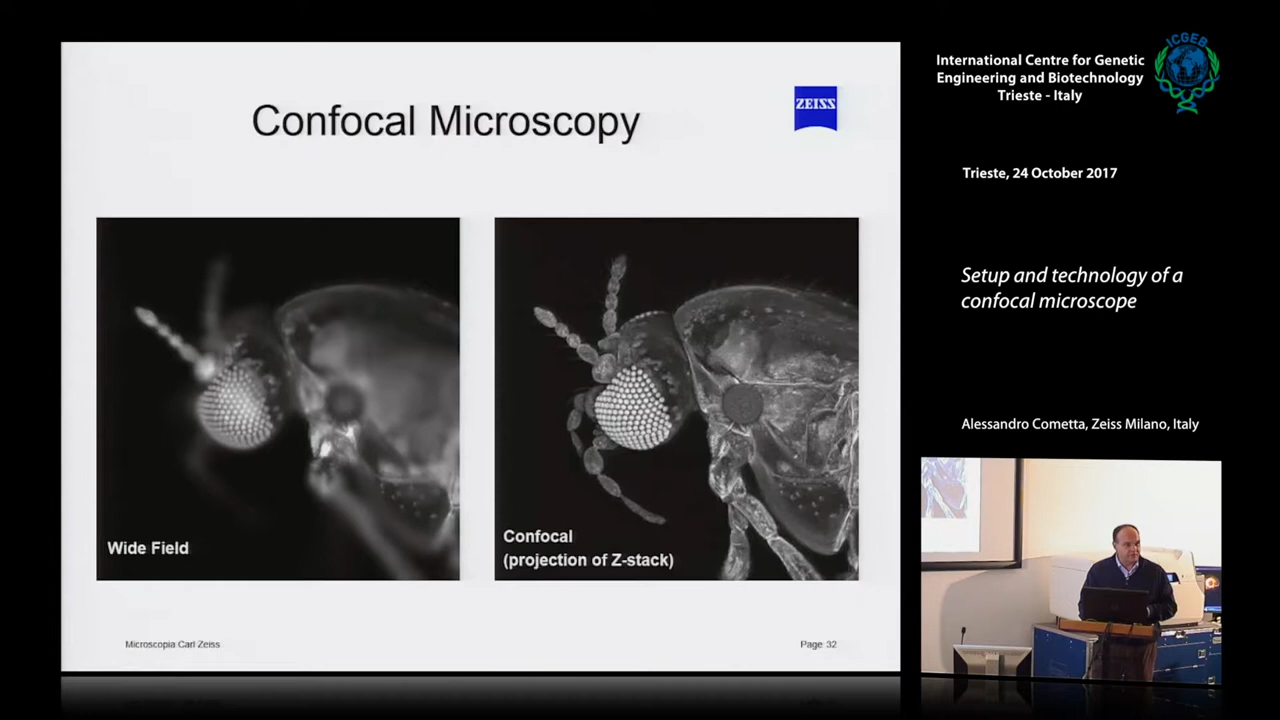 Confocal Microscopy
ZEISS
Wide Field
Confocal
(projection of Z-stack)
Microscopia Carl Zeiss
Page 32
International Centre for Genetic
Engineering and Biotechnology
Trieste - Italy
ICGEB
Trieste, 24 October 2017
Setup and technology of a
confocal microscope
Alessandro Cometta, Zeiss Milano, Italy